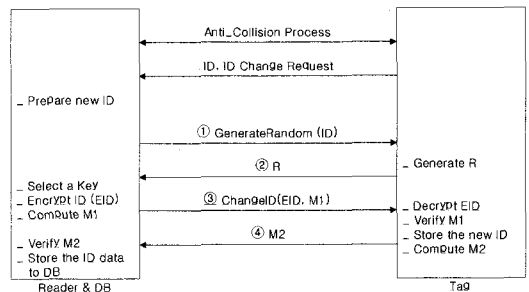 Anti_Collision Process
ID, ID Change Request
_ Prepare new ID
① GenerateRandom (ID)
② R
_ Generate R
_ Select a Key
_ Encrypt ID (EID)
_ Compute M1
③ ChangeID(EID, M1)
_ Decrypt EID
_ Verify M1
_ Store the new ID
_ Compute M2
④ M2
_ Verify M2
_ Store the ID data
to DB
Reader & DB
Tag